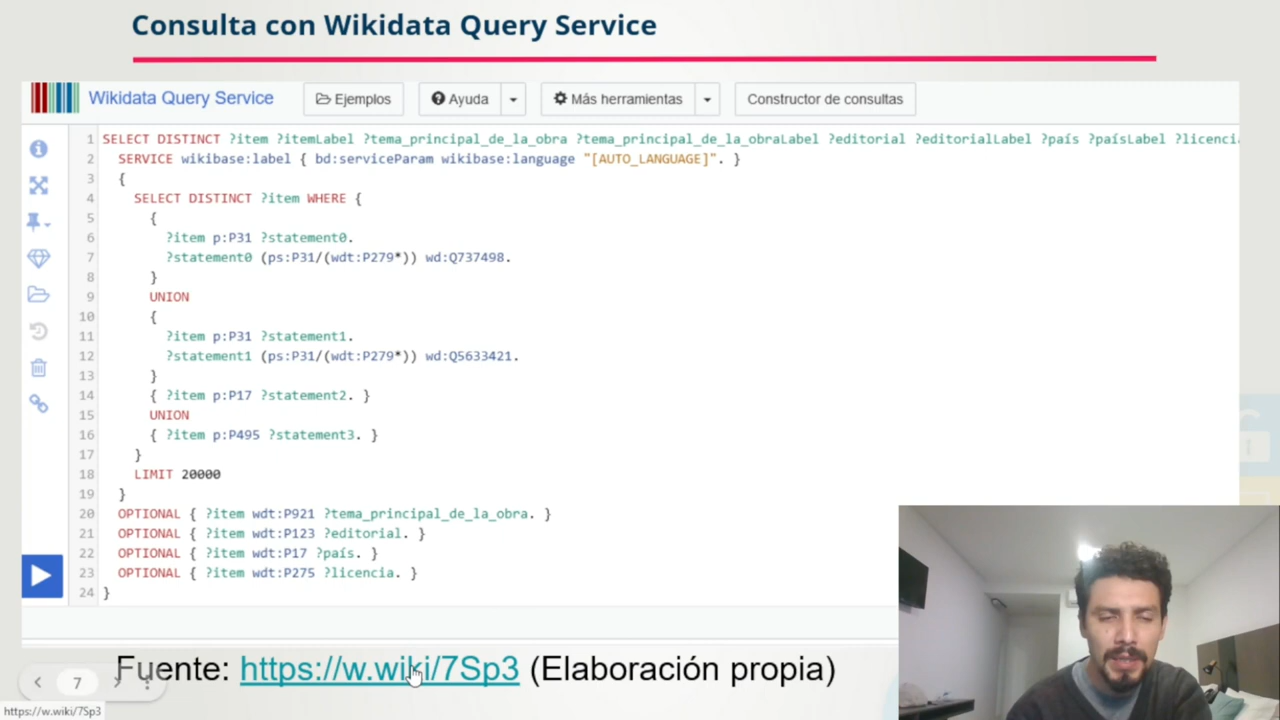 Consulta con Wikidata Query Service
Wikidata Query Service
Ejemplos
Ayuda
Más herramientas
Constructor de consultas
1 SELECT DISTINCT ?item ?itemLabel ?tema_principal_de_la_obra ?tema_principal_de_la_obraLabel ?editorial ?editorialLabel ?país ?paísLabel ?licencia
2 SERVICE wikibase:label { bd:serviceParam wikibase:language "[AUTO_LANGUAGE]". }
3 {
4 SELECT DISTINCT ?item WHERE {
5 {
6 ?item p:P31 ?statement0.
7 ?statement0 (ps:P31/(wdt:P279*)) wd:Q737498.
8 }
9 UNION
10 {
11 ?item p:P31 ?statement1.
12 ?statement1 (ps:P31/(wdt:P279*)) wd:Q5633421.
13 }
14 { ?item p:P17 ?statement2. }
15 UNION
16 { ?item p:P495 ?statement3. }
17 }
18 LIMIT 20000
19 }
20 OPTIONAL { ?item wdt:P921 ?tema_principal_de_la_obra. }
21 OPTIONAL { ?item wdt:P123 ?editorial. }
22 OPTIONAL { ?item wdt:P17 ?país. }
23 OPTIONAL { ?item wdt:P275 ?licencia. }
24 }
Fuente: https://w.wiki/7Sp3 (Elaboración propia)
7
https://w.wiki/7Sp3